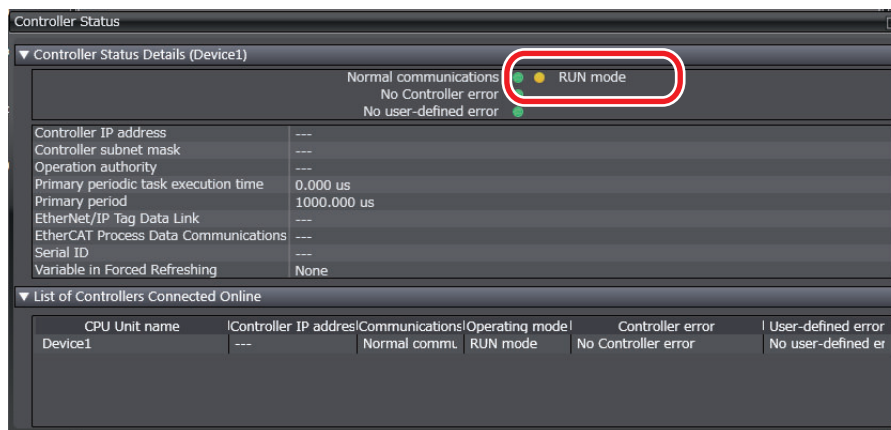 Controller Status
▼ Controller Status Details (Device1)
Normal communications RUN mode
No Controller error
No user-defined error
Controller IP address ---
Controller subnet mask ---
Operation authority ---
Primary periodic task execution time 0.000 us
Primary period 1000.000 us
EtherNet/IP Tag Data Link ---
EtherCAT Process Data Communications ---
Serial ID ---
Variable in Forced Refreshing None
▼ List of Controllers Connected Online
CPU Unit name Controller IP addres Communications Operating mode Controller error User-defined error
Device1 --- Normal commu RUN mode No Controller error No user-defined er